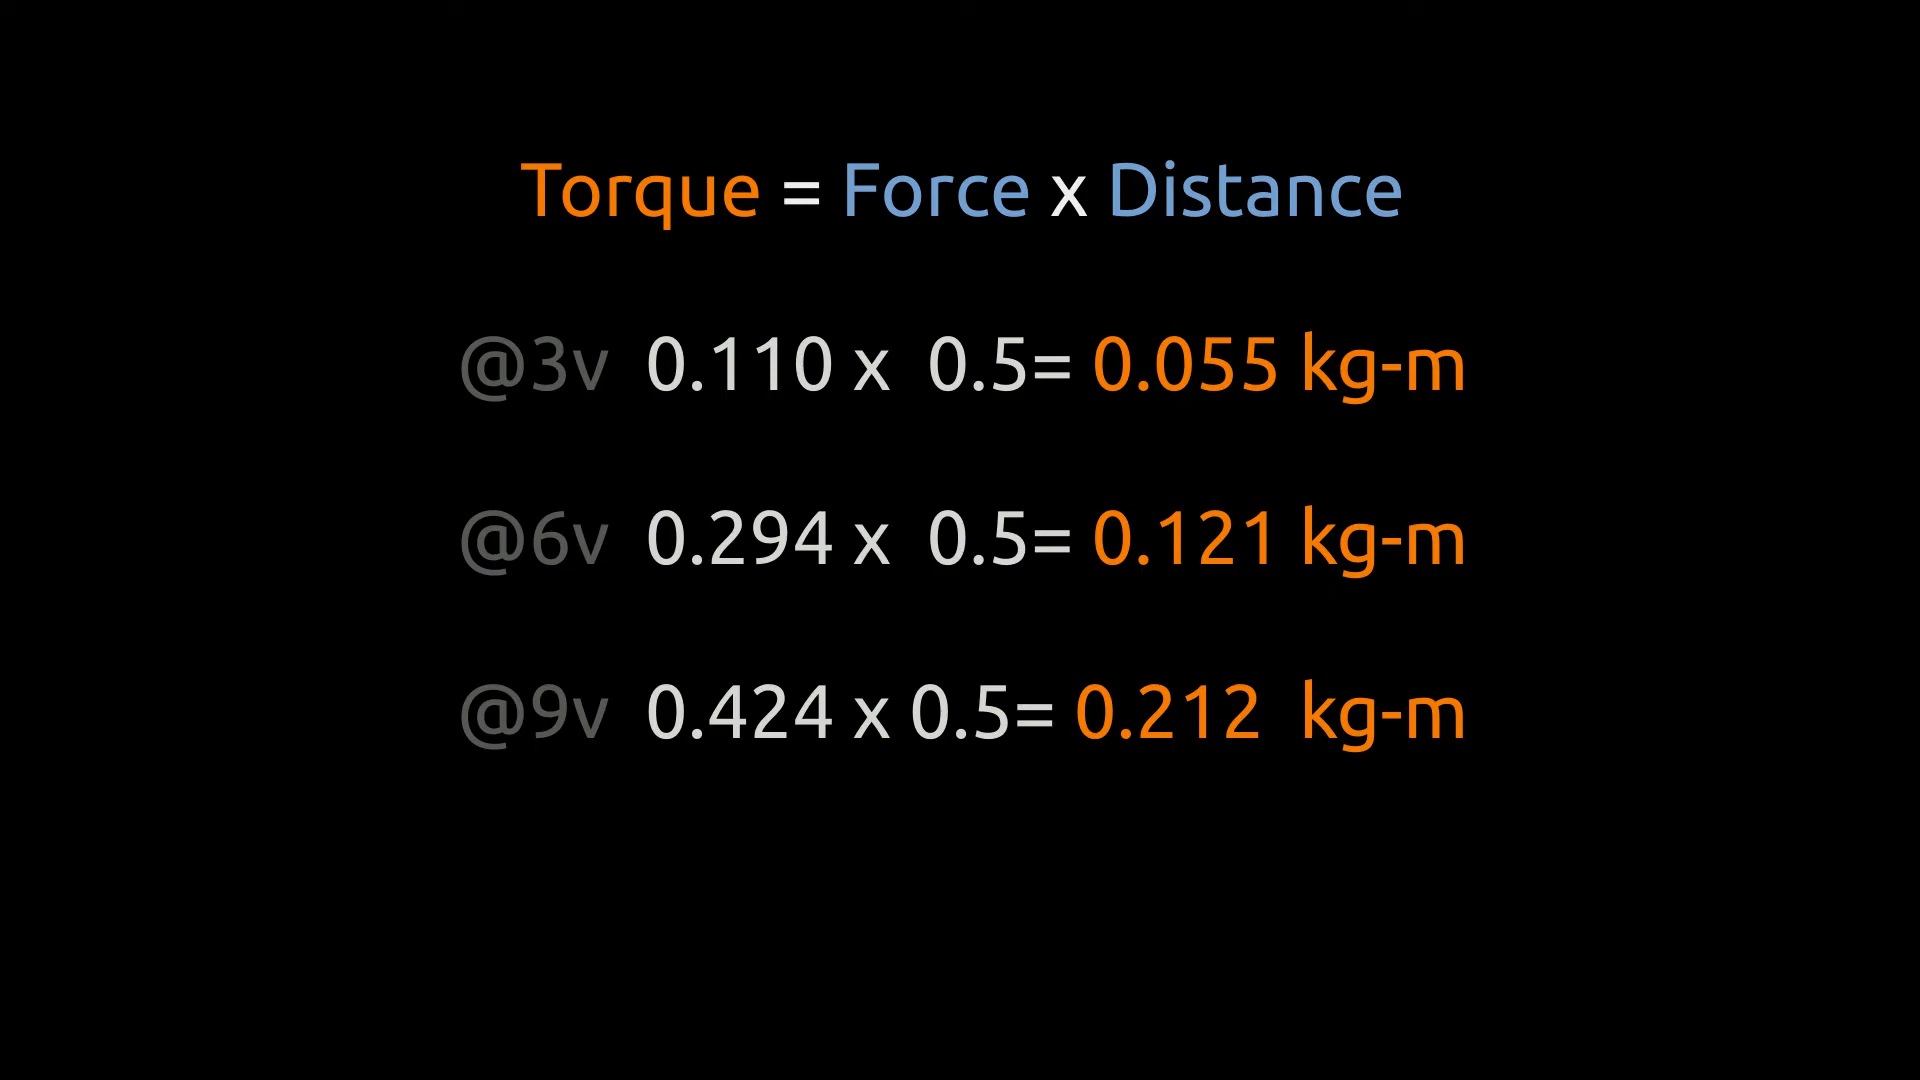 Torque = Force x Distance
@3v 0.110 x 0.5= 0.055 kg-m
@6v 0.294 x 0.5= 0.121 kg-m
@9v 0.424 x 0.5= 0.212 kg-m